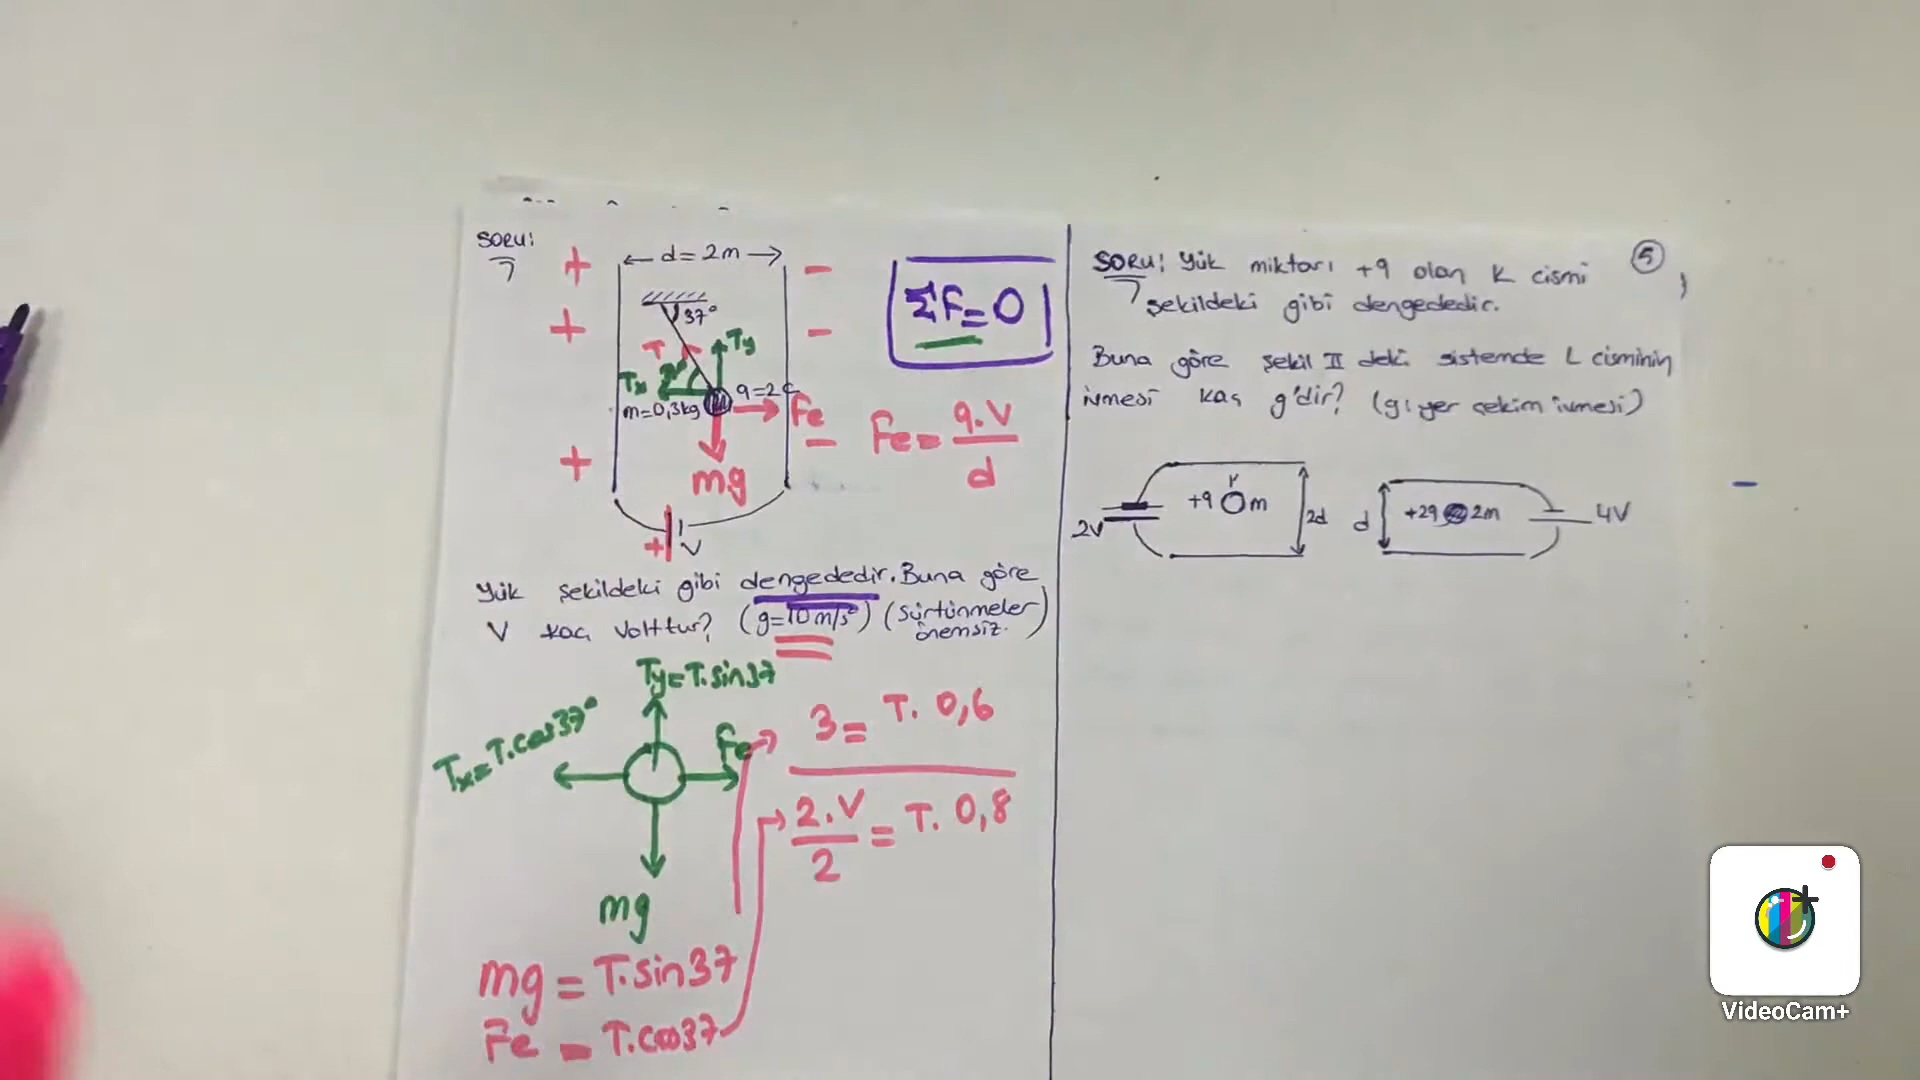 SORU:
d = 2m
+ -
37°
+ -
T Ty
Tx
m=0,3kg
q=2C
Fe
+ -
mg
+ V
ΣF=0
Fe = q.V / d
Yük şekildeki gibi dengededir. Buna göre
V kaç volttur? (g=10m/s²) (Sürtünmeler
önemsiz.)
Ty=T.sin37
Tx=T.cos37°
Fe
mg
3 = T. 0,6
2.V / 2 = T. 0,8
mg = T.sin37
Fe = T.cos37
SORU: Yük miktarı +q olan K cismi
şekildeki gibi dengededir.
5
Buna göre şekil II deki sistemde L cisminin
ivmesi kaç g'dir? (g: yer çekim ivmesi)
2V
+q m
2d
d
+2q 2m
4V
VideoCam+